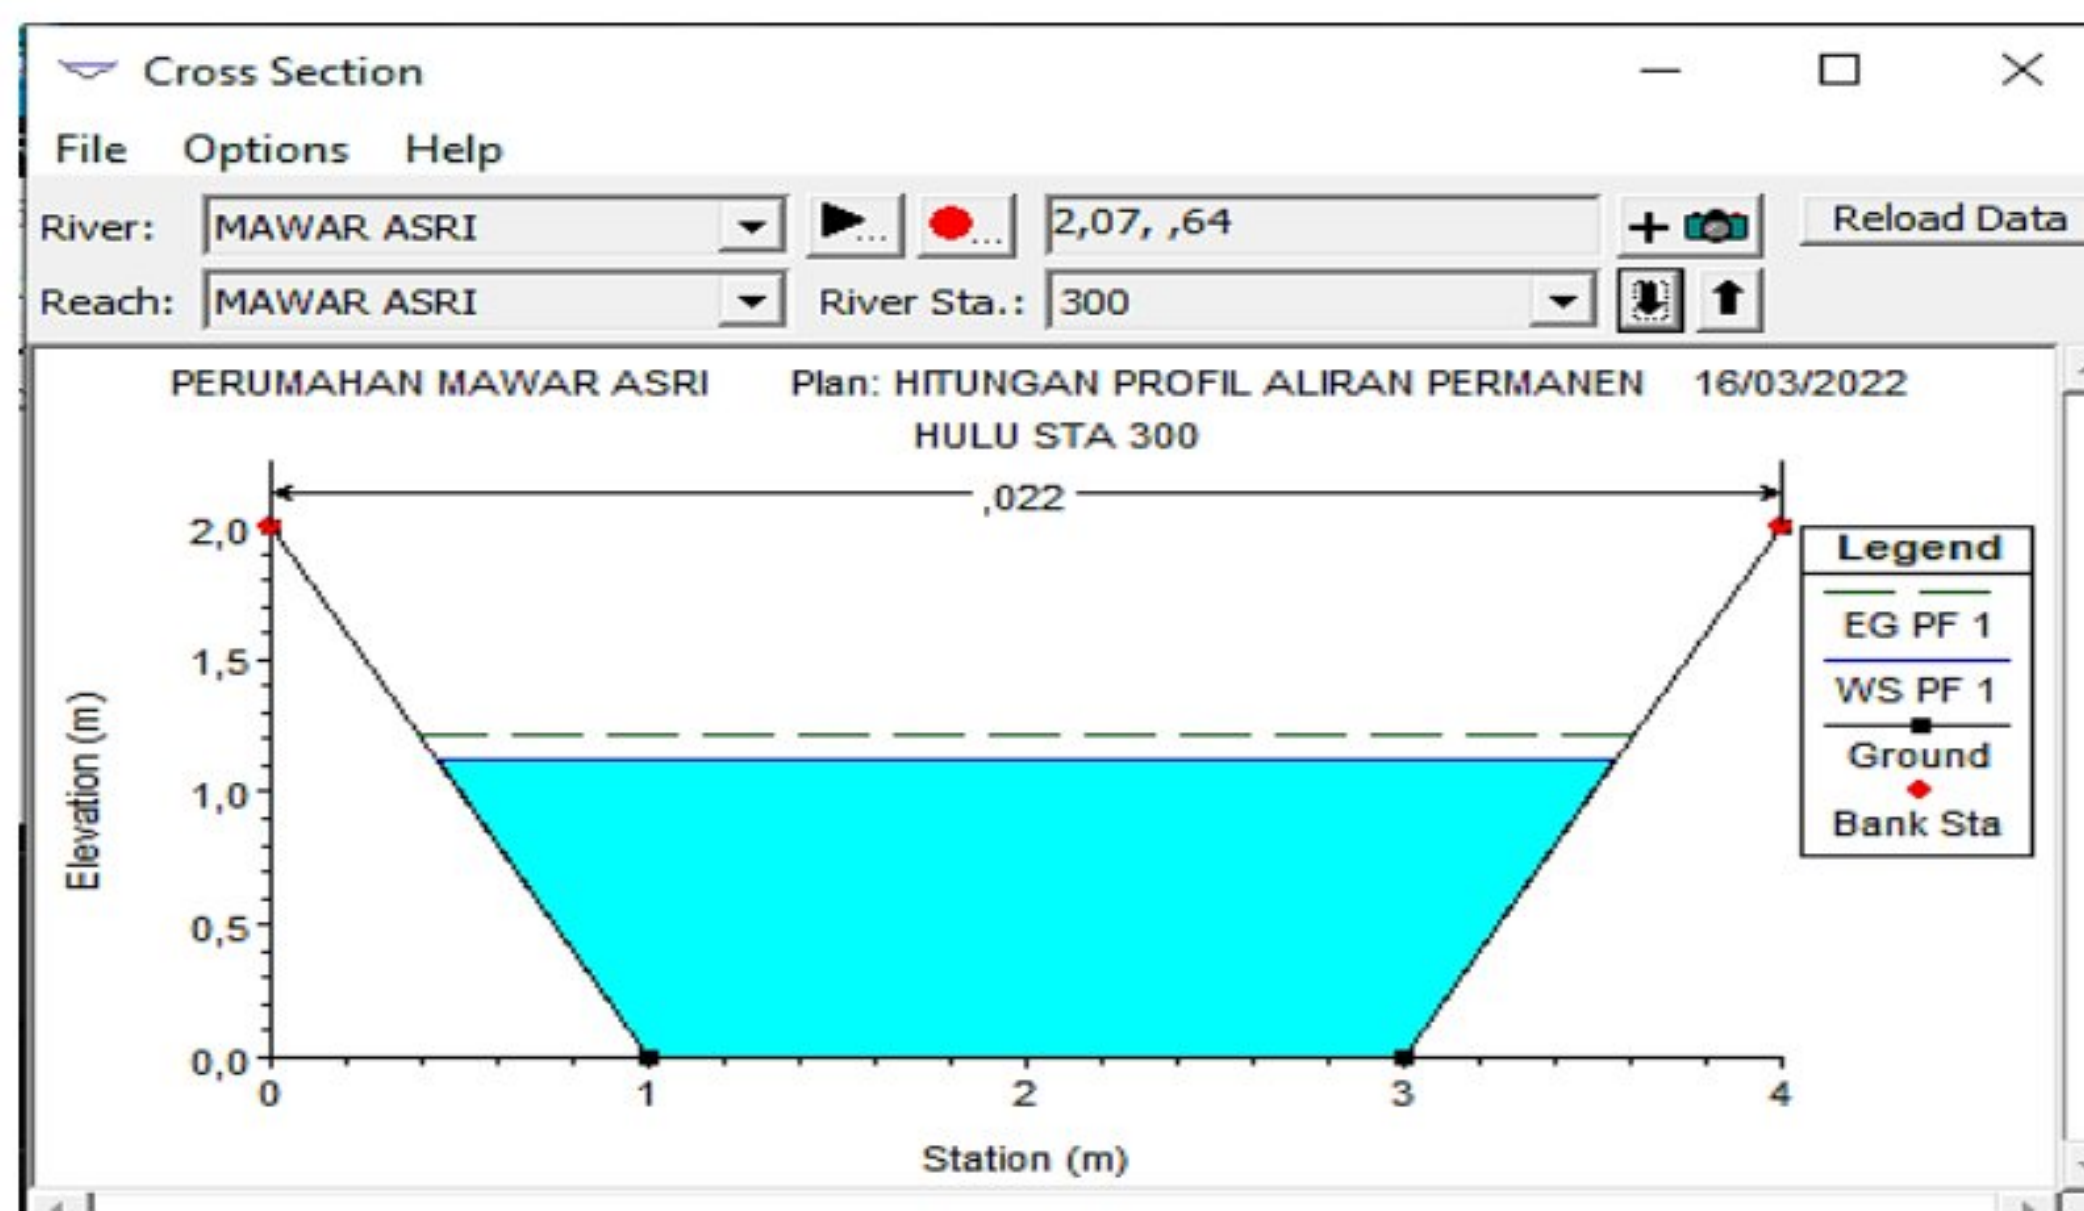 Cross Section
File Options Help
River: MAWAR ASRI ... ... 2,07, ,64 + Reload Data
Reach: MAWAR ASRI River Sta.: 300
PERUMAHAN MAWAR ASRI Plan: HITUNGAN PROFIL ALIRAN PERMANEN 16/03/2022
HULU STA 300
,022
2,0
1,5
1,0
0,5
0,0
Elevation (m)
0 1 2 3 4
Station (m)
Legend
EG PF 1
WS PF 1
Ground
Bank Sta